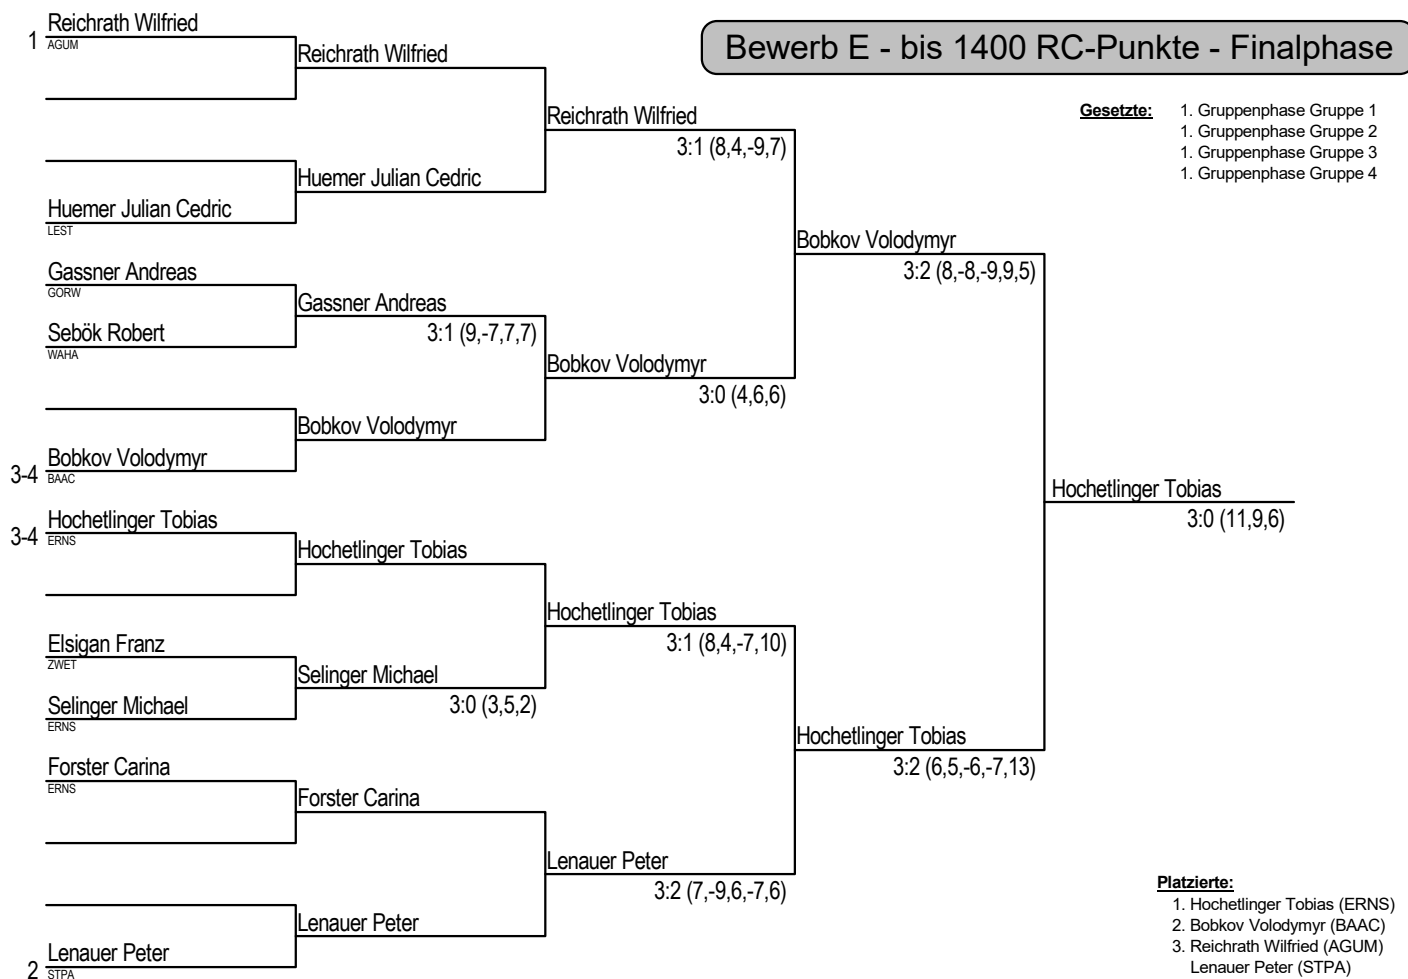 Bewerb E - bis 1400 RC-Punkte - Finalphase
Gesetzte:
1. Gruppenphase Gruppe 1
1. Gruppenphase Gruppe 2
1. Gruppenphase Gruppe 3
1. Gruppenphase Gruppe 4
1
Reichrath Wilfried
AGUM
Huemer Julian Cedric
LEST
Gassner Andreas
GORW
Sebök Robert
WAHA
Bobkov Volodymyr
3-4
BAAC
Hochetlinger Tobias
3-4
ERNS
Elsigan Franz
ZWET
Selinger Michael
ERNS
Forster Carina
ERNS
Lenauer Peter
2
STPA
Reichrath Wilfried
Huemer Julian Cedric
Gassner Andreas
3:1 (9,-7,7,7)
Bobkov Volodymyr
Hochetlinger Tobias
Selinger Michael
3:0 (3,5,2)
Forster Carina
Lenauer Peter
Reichrath Wilfried
3:1 (8,4,-9,7)
Bobkov Volodymyr
3:0 (4,6,6)
Hochetlinger Tobias
3:1 (8,4,-7,10)
Lenauer Peter
3:2 (7,-9,6,-7,6)
Bobkov Volodymyr
3:2 (8,-8,-9,9,5)
Hochetlinger Tobias
3:2 (6,5,-6,-7,13)
Hochetlinger Tobias
3:0 (11,9,6)
Platzierte:
1. Hochetlinger Tobias (ERNS)
2. Bobkov Volodymyr (BAAC)
3. Reichrath Wilfried (AGUM)
Lenauer Peter (STPA)